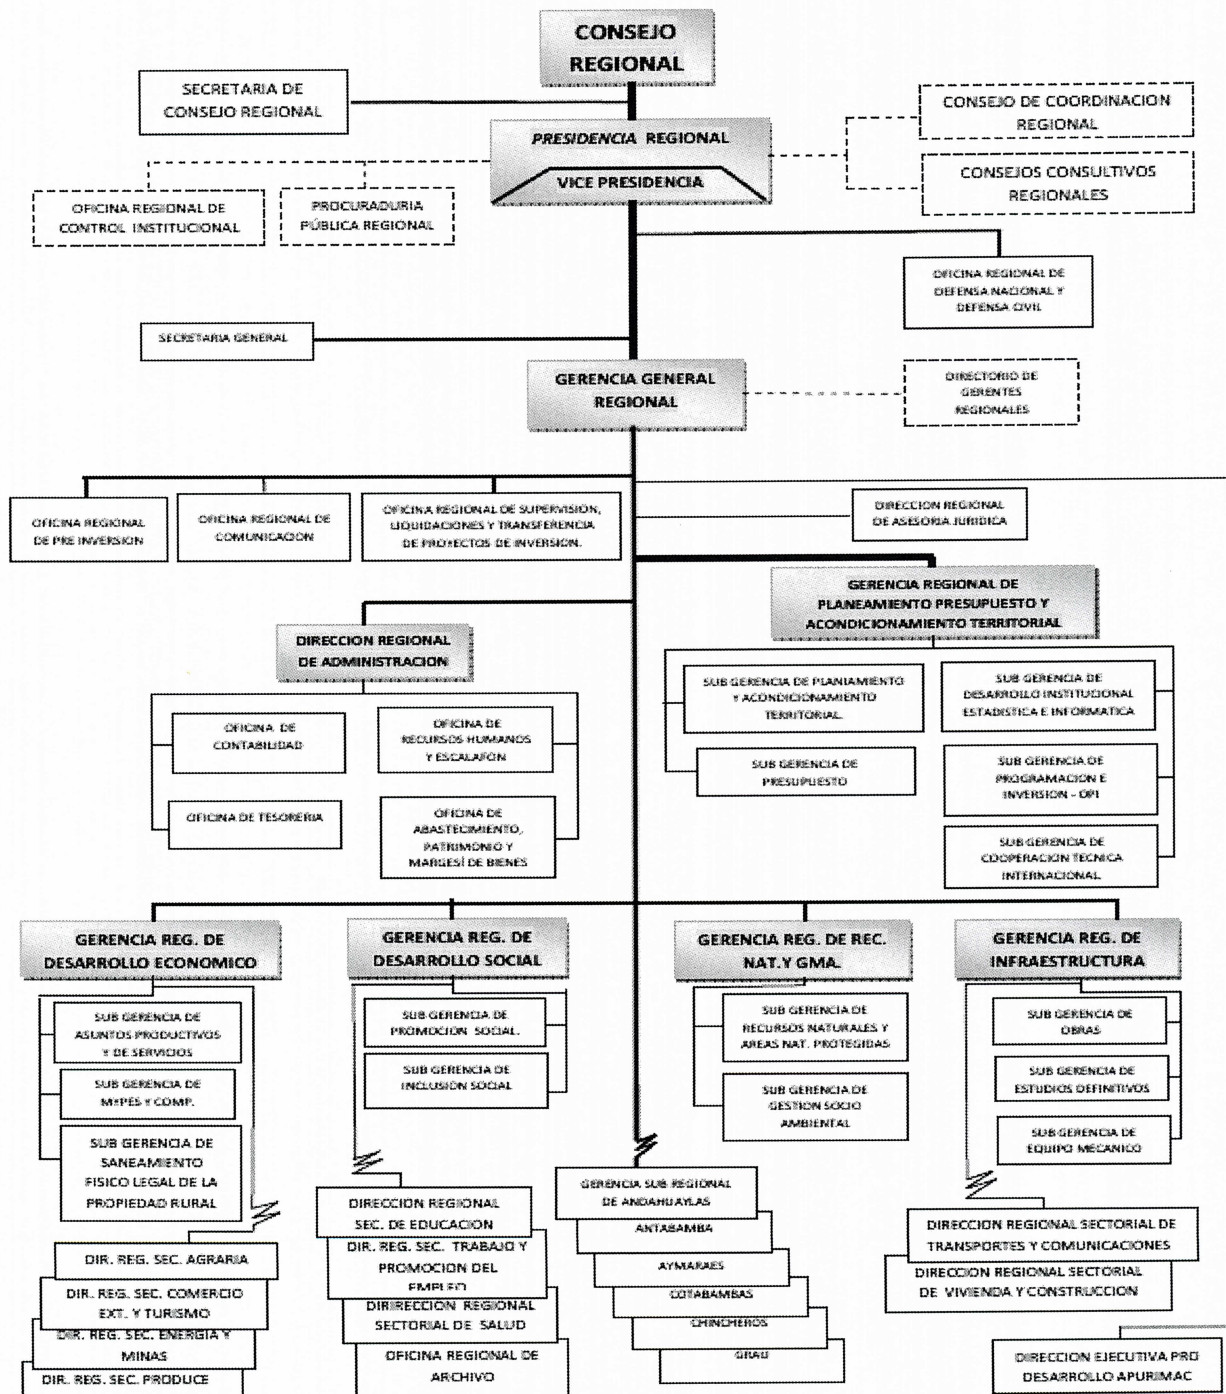 CONSEJO
REGIONAL
SECRETARIA DE
CONSEJO REGIONAL
CONSEJO DE COORDINACION
REGIONAL
PRESIDENCIA REGIONAL
VICE PRESIDENCIA
CONSEJOS CONSULTIVOS
REGIONALES
OFICINA REGIONAL DE
CONTROL INSTITUCIONAL
PROCURADURIA
PÚBLICA REGIONAL
OFICINA REGIONAL DE
DEFENSA NACIONAL Y
DEFENSA CIVIL
SECRETARIA GENERAL
GERENCIA GENERAL
REGIONAL
DIRECTORIO DE
GERENTES
REGIONALES
OFICINA REGIONAL
DE PRE INVERSION
OFICINA REGIONAL DE
COMUNICACION
OFICINA REGIONAL DE SUPERVISIÓN,
LIQUIDACIONES Y TRANSFERENCIA
DE PROYECTOS DE INVERSION.
DIRECCION REGIONAL
DE ASESORIA JURIDICA
GERENCIA REGIONAL DE
PLANEAMIENTO PRESUPUESTO Y
ACONDICIONAMIENTO TERRITORIAL
DIRECCION REGIONAL
DE ADMINISTRACION
SUB GERENCIA DE PLANIAMIENTO
Y ACONDICIONAMIENTO
TERRITORIAL.
SUB GERENCIA DE
DESARROLLO INSTITUCIONAL
ESTADISTICA E INFORMATICA
OFICINA DE
CONTABILIDAD
OFICINA DE
RECURSOS HUMANOS
Y ESCALAFON
SUB GERENCIA DE
PRESUPUESTO
SUB GERENCIA DE
PROGRAMACION E
INVERSION - OPI
OFICINA DE TESORERIA
OFICINA DE
ABASTECIMIENTO,
PATRIMONIO Y
MARGESÍ DE BIENES
SUB GERENCIA DE
COOPERACION TECNICA
INTERNACIONAL
GERENCIA REG. DE
DESARROLLO ECONOMICO
GERENCIA REG. DE
DESARROLLO SOCIAL
GERENCIA REG. DE REC.
NAT.Y GMA.
GERENCIA REG. DE
INFRAESTRUCTURA
SUB GERENCIA DE
ASUNTOS PRODUCTIVOS
Y DE SERVICIOS
SUB GERENCIA DE
MYPES Y COMP.
SUB GERENCIA DE
SANEAMIENTO
FISICO LEGAL DE LA
PROPIEDAD RURAL
SUB GERENCIA DE
PROMOCION SOCIAL.
SUB GERENCIA DE
INCLUSION SOCIAL
SUB GERENCIA DE
RECURSOS NATURALES Y
AREAS NAT. PROTEGIDAS
SUB GERENCIA DE
GESTION SOCIO
AMBIENTAL
SUB GERENCIA DE
OBRAS
SUB GERENCIA DE
ESTUDIOS DEFINITIVOS
SUB GERENCIA DE
EQUIPO MECANICO
DIR. REG. SEC. AGRARIA
DIR. REG. SEC. COMERCIO
EXT. Y TURISMO
DIR. REG. SEC. ENERGIA Y
MINAS
DIR. REG. SEC. PRODUCE
DIRECCION REGIONAL
SEC. DE EDUCACION
DIR. REG. SEC. TRABAJO Y
PROMOCION DEL
EMPLEO
DIRIRECCION REGIONAL
SECTORIAL DE SALUD
OFICINA REGIONAL DE
ARCHIVO
GERENCIA SUB REGIONAL
DE ANDAHUAYLAS
ANTABAMBA
AYMARAES
COTABAMBAS
CHINCHEROS
GRAU
DIRECCION REGIONAL SECTORIAL DE
TRANSPORTES Y COMUNICACIONES
DIRECCION REGIONAL SECTORIAL
DE VIVIENDA Y CONSTRUCCION
DIRECCION EJECUTIVA PRO
DESARROLLO APURIMAC